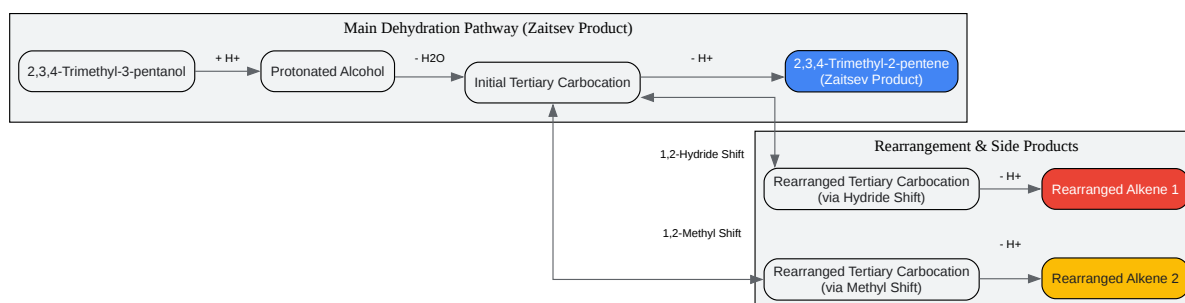 Main Dehydration Pathway (Zaitsev Product)
+ H+
- H2O
- H+
2,3,4-Trimethyl-3-pentanol
Protonated Alcohol
Initial Tertiary Carbocation
2,3,4-Trimethyl-2-pentene
(Zaitsev Product)
Rearrangement & Side Products
1,2-Hydride Shift
Rearranged Tertiary Carbocation
(via Hydride Shift)
- H+
Rearranged Alkene 1
1,2-Methyl Shift
Rearranged Tertiary Carbocation
(via Methyl Shift)
- H+
Rearranged Alkene 2